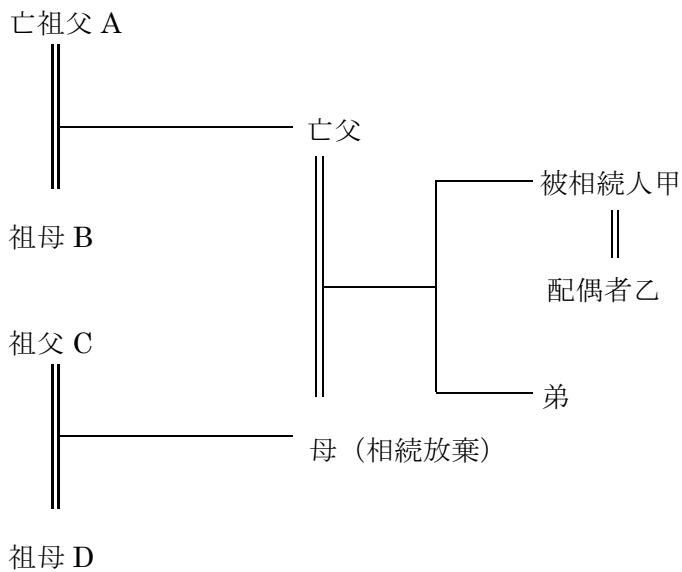 亡祖父 A
亡父
被相続人甲
祖母 B
配偶者乙
祖父 C
弟
母（相続放棄）
祖母 D